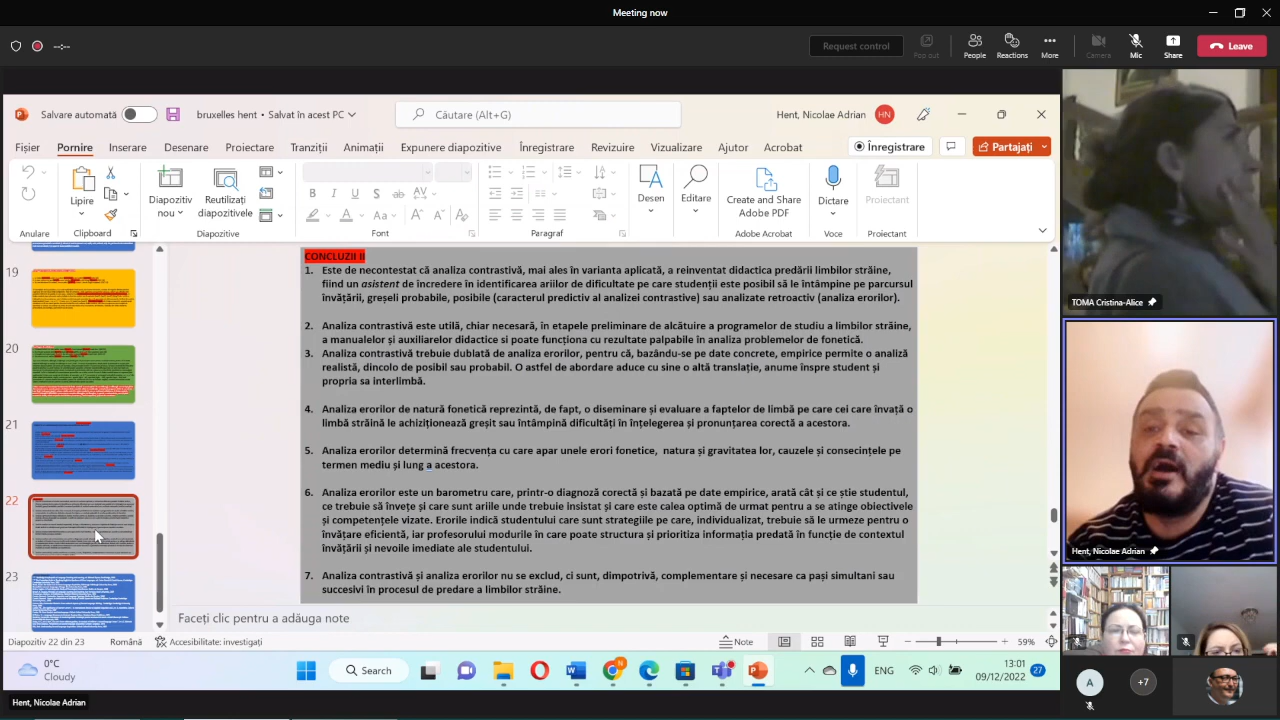 Meeting now
--:--
Request control
Pop out
People
Reactions
More
Camera
Mic
Share
Leave
Salvare automată
bruxelles hent • Salvat în acest PC
Căutare (Alt+G)
Hent, Nicolae Adrian
HN
Fișier Pornire Inserare Desenare Proiectare Tranziții Animații Expunere diapozitive Înregistrare Revizuire Vizualizare Ajutor Acrobat
Înregistrare
Partajați
Lipire
Diapozitiv nou
Reutilizați diapozitivele
Desen
Editare
Create and Share Adobe PDF
Dictare
Proiectant
Anulare
Clipboard
Diapozitive
Font
Paragraf
Adobe Acrobat
Voce
Proiectant
19
20
21
22
23
CONCLUZII II
1. Este de necontestat că analiza contrastivă, mai ales în varianta aplicată, a reinventat didactica predării limbilor străine,
fiind un asistent de încredere în identificarea ariilor de dificultate pe care studenții este posibil să le întâmpine pe parcursul
învățării, greșeli probabile, posibile (caracterul predictiv al analizei contrastive) sau analizate retroactiv (analiza erorilor).
2. Analiza contrastivă este utilă, chiar necesară, în etapele preliminare de alcătuire a programelor de studiu a limbilor străine,
a manualelor și auxiliarelor didactice și poate funcționa cu rezultate palpabile în analiza problemelor de fonetică.
3. Analiza contrastivă trebuie dublată de analiza erorilor, pentru că, bazându-se pe date concrete, empirice permite o analiză
realistă, dincolo de posibil sau probabil. O astfel de abordare aduce cu sine o altă translație, anume înspre student și
propria sa interlimbă.
4. Analiza erorilor de natură fonetică reprezintă, de fapt, o diseminare și evaluare a faptelor de limbă pe care cei care învață o
limbă străină le achiziționează greșit sau întâmpină dificultăți în înțelegerea și pronunțarea corectă a acestora.
5. Analiza erorilor determină frecvența cu care apar unele erori fonetice, natura și gravitatea lor, cauzele și consecințele pe
termen mediu și lung a acestora.
6. Analiza erorilor este un barometru care, printr-o diagnoză corectă și bazată pe date empirice, arată cât și ce știe studentul,
ce trebuie să învețe și care sunt ariile unde trebuie insistat și care este calea optimă de urmat pentru a se atinge obiectivele
și competențele vizate. Erorile indică studentului care sunt strategiile pe care, individualizat, trebuie să le urmeze pentru o
învățare eficientă, iar profesorului modurile în care poate structura și prioritiza informația predată în funcție de contextul
învățării și nevoile imediate ale studentului.
7. Analiza contrastivă și analiza erorilor nu se exclud, ci sunt, dimpotrivă, complementare și necesare ca pași simultani sau
succesivi în procesul de predare a limbilor străine.
Faceți clic pentru a adăuga note
Diapozitiv 22 din 23
Română
Accesibilitate: investigați
Note
59%
0°C
Cloudy
Search
ENG
13:01
09/12/2022
27
Hent, Nicolae Adrian
TOMA Cristina-Alice
Hent, Nicolae Adrian
A
+7